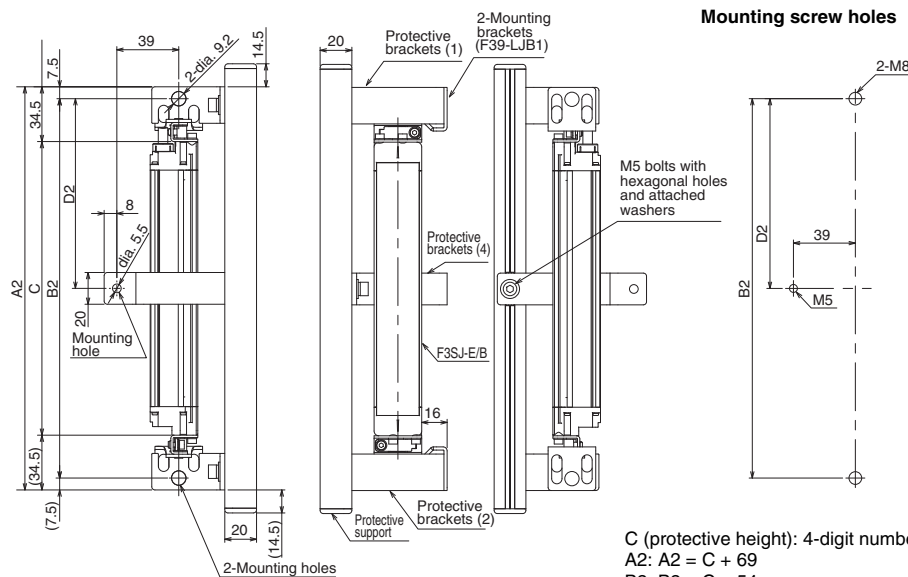 Mounting screw holes
2-Mounting
brackets
(F39-LJB1)
Protective
brackets (1)
2-M8
39
2-dia. 9.2
14.5
20
7.5
34.5
M5 bolts with
hexagonal holes
and attached
washers
D2
8
dia. 5.5
Protective
brackets (4)
39
D2
A2
C
B2
B2
20
M5
Mounting
hole
F3SJ-E/B
16
(34.5)
(7.5)
20
(14.5)
Protective
support
Protective
brackets (2)
2-Mounting holes
C (protective height): 4-digit numbe
A2: A2 = C + 69